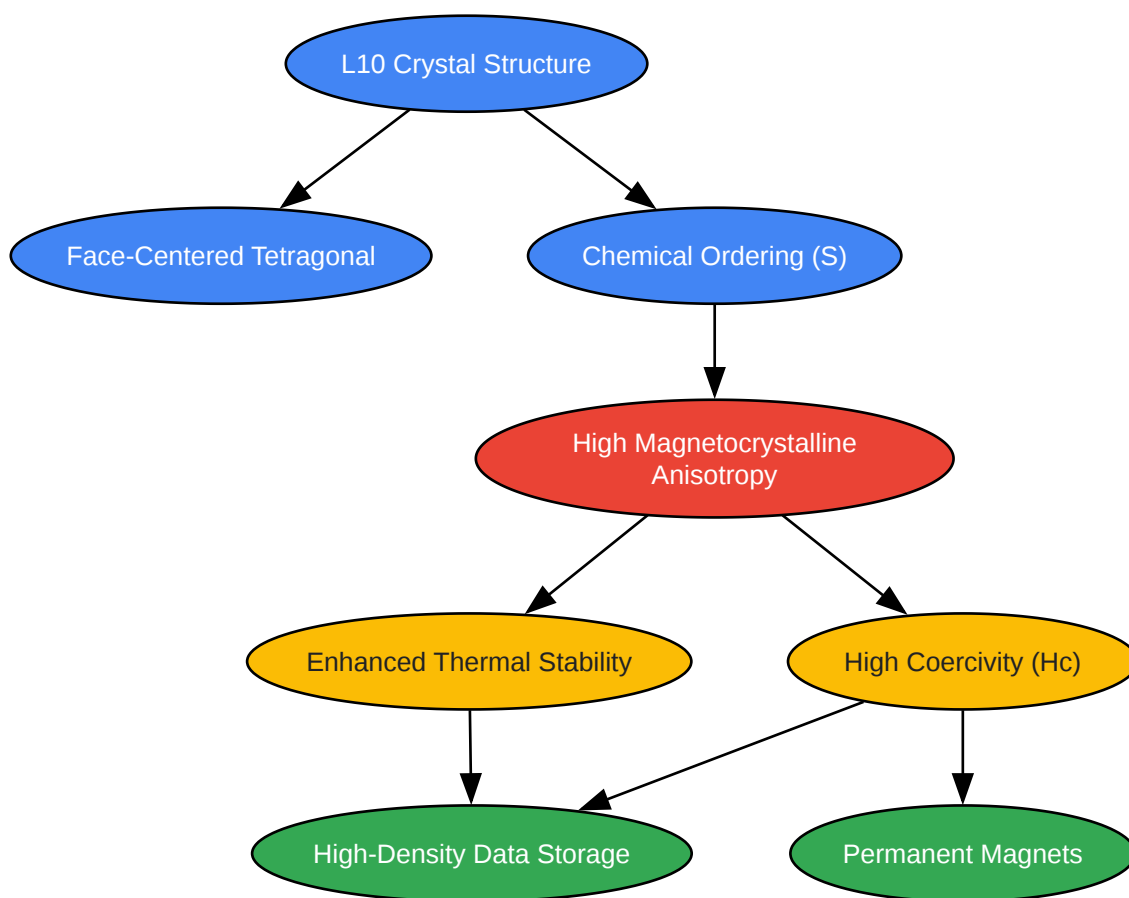 L10 Crystal Structure
Face-Centered Tetragonal
Chemical Ordering (S)
High Magnetocrystalline
Anisotropy
Enhanced Thermal Stability
High Coercivity (Hc)
High-Density Data Storage
Permanent Magnets